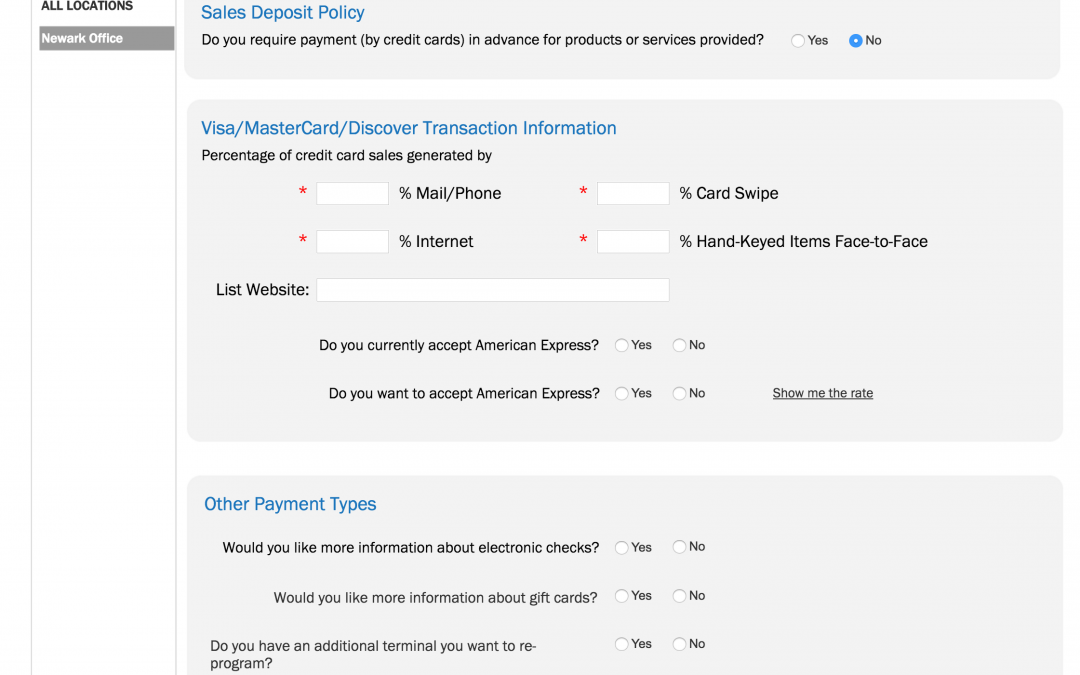 ALL LOCATIONS
Newark Office
Sales Deposit Policy
Do you require payment (by credit cards) in advance for products or services provided? Yes No
Visa/MasterCard/Discover Transaction Information
Percentage of credit card sales generated by
* % Mail/Phone * % Card Swipe
* % Internet * % Hand-Keyed Items Face-to-Face
List Website:
Do you currently accept American Express? Yes No
Do you want to accept American Express? Yes No Show me the rate
Other Payment Types
Would you like more information about electronic checks? Yes No
Would you like more information about gift cards? Yes No
Do you have an additional terminal you want to re- Yes No
program?